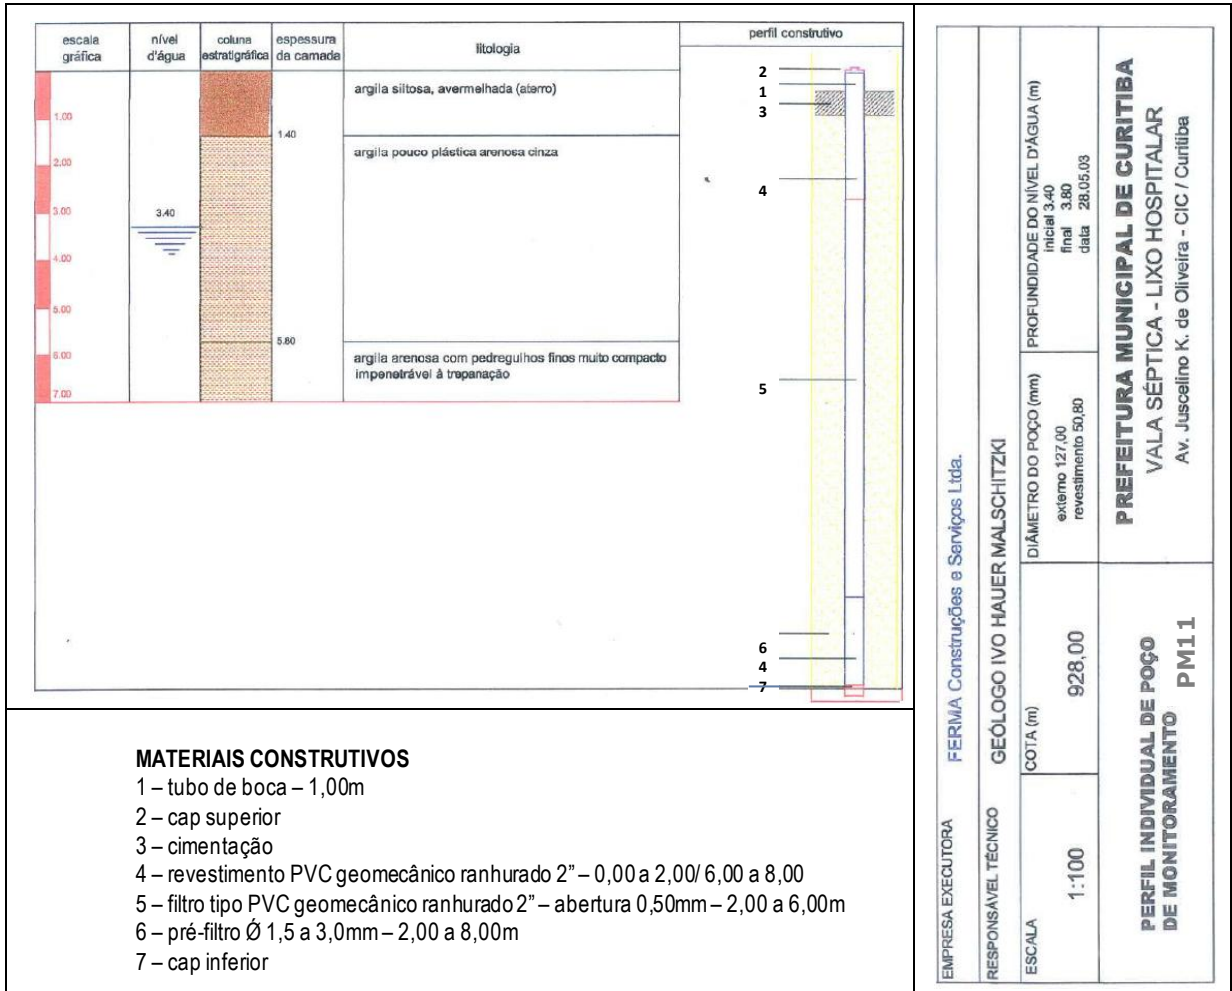 escala gráfica
nível d'água
coluna estratigráfica
espessura da camada
litologia
perfil construtivo
1.00
2.00
3.00
4.00
5.00
6.00
7.00
3.40
1.40
5.80
argila siltosa, avermelhada (aterro)
argila pouco plástica arenosa cinza
argila arenosa com pedregulhos finos muito compacto
impenetrável à trepanação
2
1
3
4
5
6
4
7
MATERIAIS CONSTRUTIVOS
1 – tubo de boca – 1,00m
2 – cap superior
3 – cimentação
4 – revestimento PVC geomecânico ranhurado 2" – 0,00 a 2,00/ 6,00 a 8,00
5 – filtro tipo PVC geomecânico ranhurado 2" – abertura 0,50mm – 2,00 a 6,00m
6 – pré-filtro Ø 1,5 a 3,0mm – 2,00 a 8,00m
7 – cap inferior
EMPRESA EXECUTORA
FERMA Construções e Serviços Ltda.
RESPONSÁVEL TÉCNICO
GEÓLOGO IVO HAUER MALSCHITZKI
ESCALA
1:100
COTA (m)
928,00
DIÂMETRO DO POÇO (mm)
externo 127,00
revestimento 50,80
PROFUNDIDADE DO NÍVEL D'ÁGUA (m)
inicial 3.40
final 3.80
data 28.05.03
PERFIL INDIVIDUAL DE POÇO
DE MONITORAMENTO PM11
PREFEITURA MUNICIPAL DE CURITIBA
VALA SÉPTICA - LIXO HOSPITALAR
Av. Juscelino K. de Oliveira - CIC / Curitiba